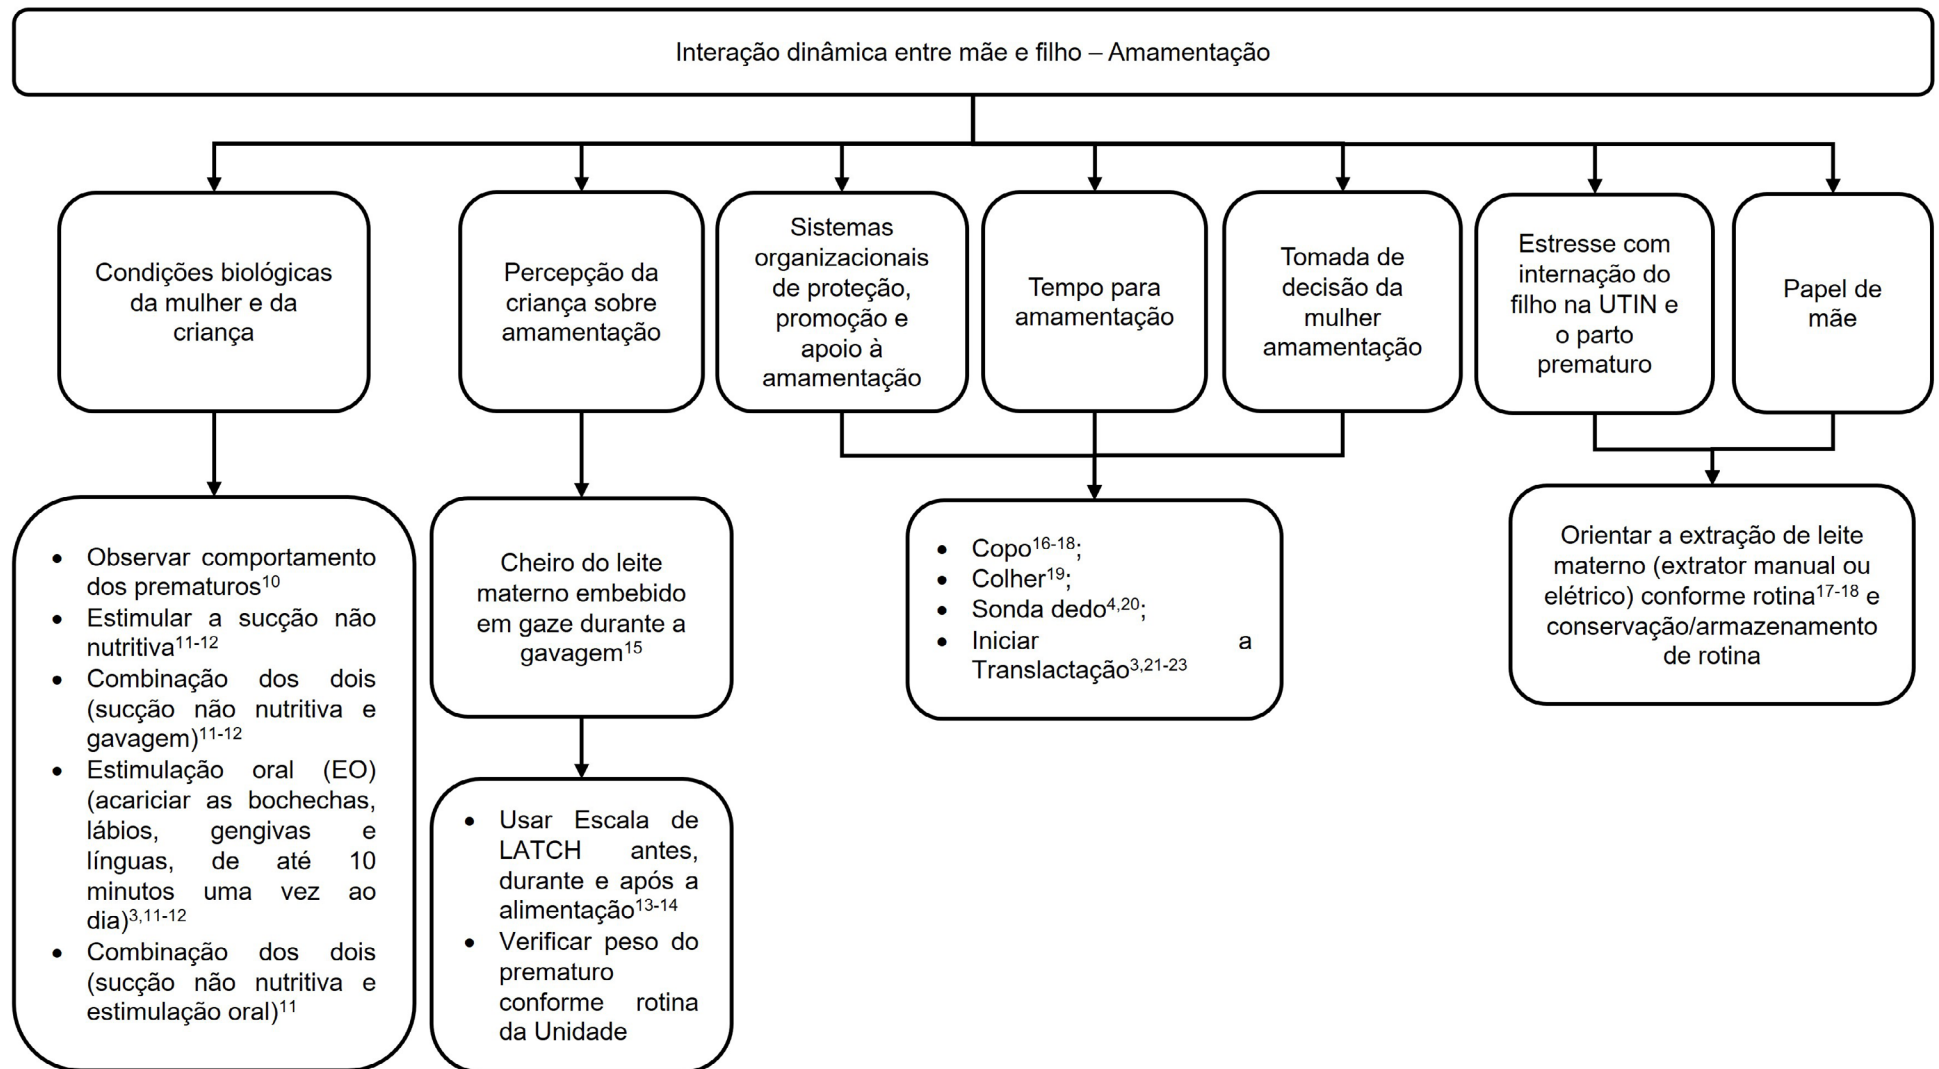 Interação dinâmica entre mãe e filho – Amamentação
Condições biológicas
da mulher e da
criança
Percepção da
criança sobre
amamentação
Sistemas
organizacionais
de proteção,
promoção e
apoio à
amamentação
Tempo para
amamentação
Tomada de
decisão da
mulher
amamentação
Estresse com
internação do
filho na UTIN e
o parto
prematuro
Papel de
mãe
• Observar comportamento
dos prematuros¹⁰
• Estimular a sucção não
nutritiva¹¹⁻¹²
• Combinação dos dois
(sucção não nutritiva e
gavagem)¹¹⁻¹²
• Estimulação oral (EO)
(acariciar as bochechas,
lábios, gengivas e
línguas, de até 10
minutos uma vez ao
dia)³,¹¹⁻¹²
• Combinação dos dois
(sucção não nutritiva e
estimulação oral)¹¹
Cheiro do leite
materno embebido
em gaze durante a
gavagem¹⁵
• Usar Escala de
LATCH antes,
durante e após a
alimentação¹³⁻¹⁴
• Verificar peso do
prematuro
conforme rotina
da Unidade
• Copo¹⁶⁻¹⁸;
• Colher¹⁹;
• Sonda dedo⁴,²⁰;
• Iniciar a
Translactação³,²¹⁻²³
Orientar a extração de leite
materno (extrator manual ou
elétrico) conforme rotina¹⁷⁻¹⁸ e
conservação/armazenamento
de rotina